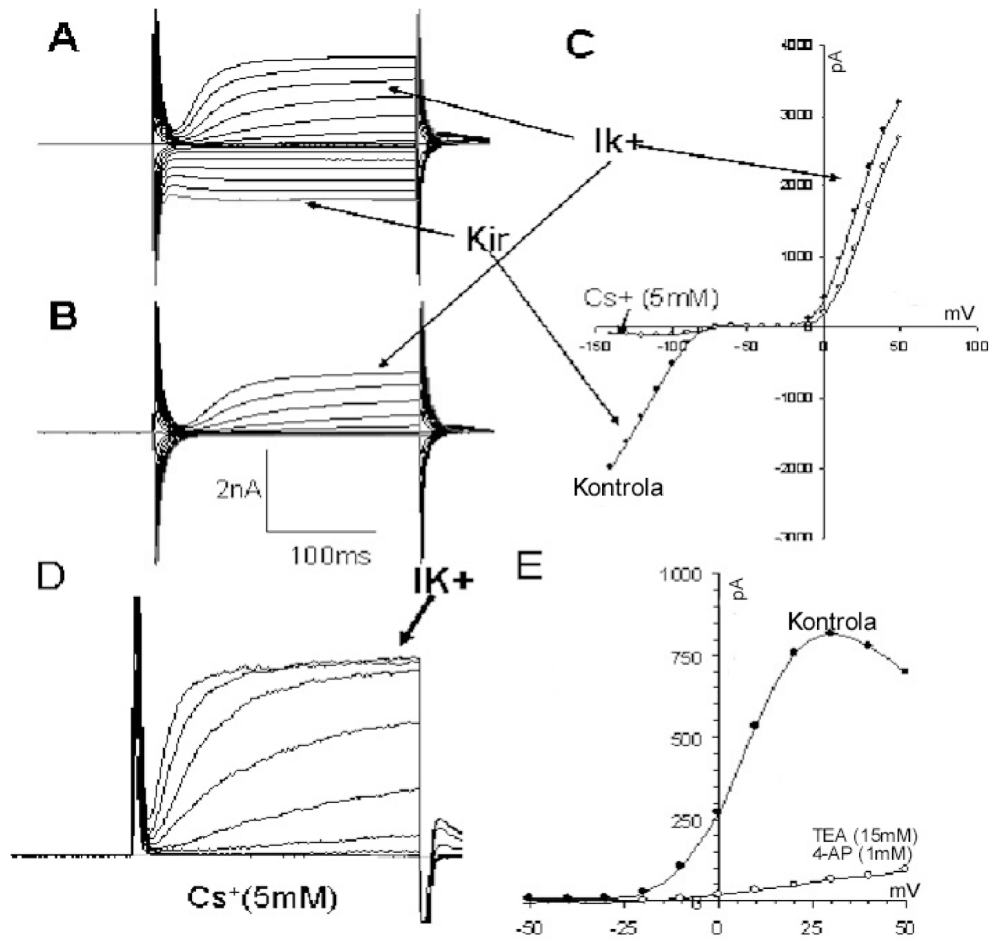 A
B
2nA
100ms
Ik+
Kir
C
4000
pA
3000
2000
1000
Cs+ (5mM)
mV
-150
-100
-50
0
50
100
-1000
-2000
-3000
Kontrola
D
IK+
Cs+(5mM)
E
1000
pA
Kontrola
750
500
250
TEA (15mM)
4-AP (1mM)
mV
-50
-25
0
25
50